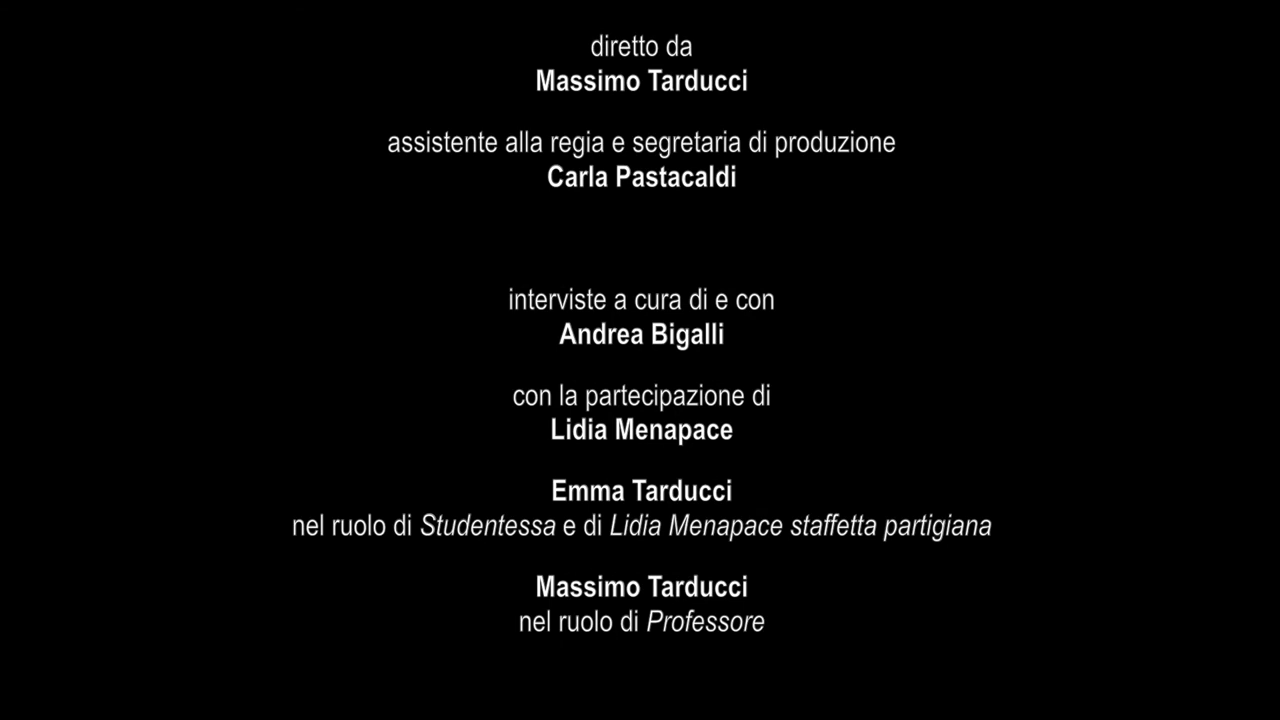 diretto da
Massimo Tarducci
assistente alla regia e segretaria di produzione
Carla Pastacaldi
interviste a cura di e con
Andrea Bigalli
con la partecipazione di
Lidia Menapace
Emma Tarducci
nel ruolo di Studentessa e di Lidia Menapace staffetta partigiana
Massimo Tarducci
nel ruolo di Professore